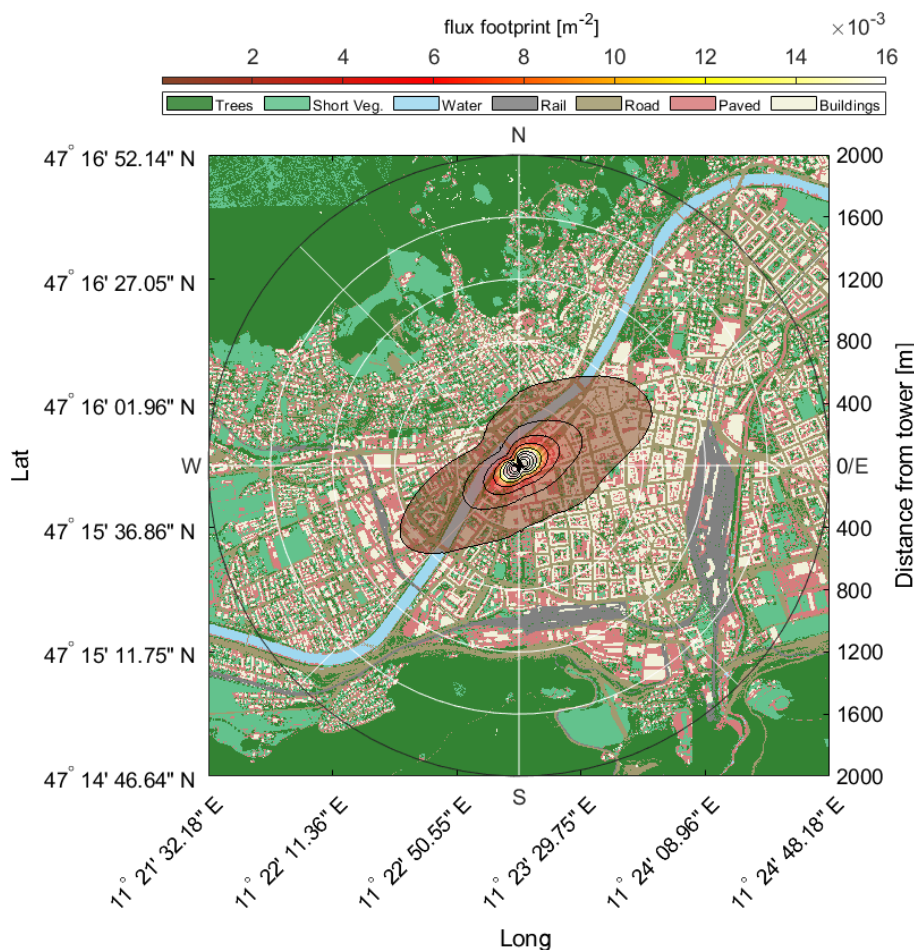 flux footprint [m-2]
×10-3
2 4 6 8 10 12 14 16
Trees Short Veg. Water Rail Road Paved Buildings
N
47° 16' 52.14" N
47° 16' 27.05" N
47° 16' 01.96" N
47° 15' 36.86" N
47° 15' 11.75" N
47° 14' 46.64" N
Lat
W
2000
1600
1200
800
400
0/E
400
800
1200
1600
2000
Distance from tower [m]
S
11° 21' 32.18" E
11° 22' 11.36" E
11° 22' 50.55" E
11° 23' 29.75" E
11° 24' 08.96" E
11° 24' 48.18" E
Long